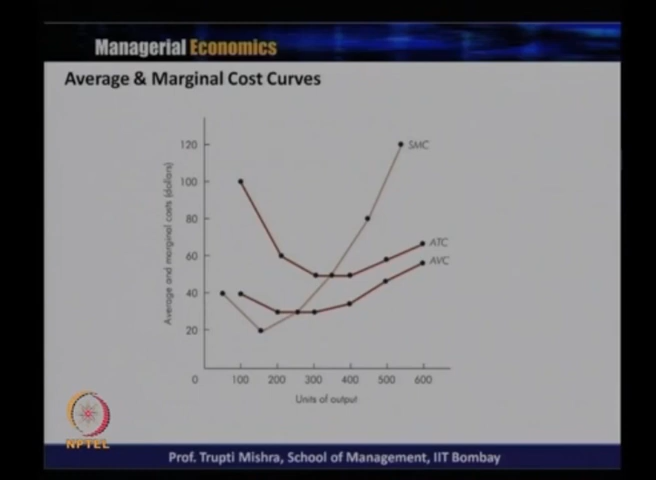 Managerial Economics
Average & Marginal Cost Curves
Average and marginal costs (dollars)
120
100
80
60
40
20
SMC
ATC
AVC
0 100 200 300 400 500 600
Units of output
NPTEL
Prof. Trupti Mishra, School of Management, IIT Bombay